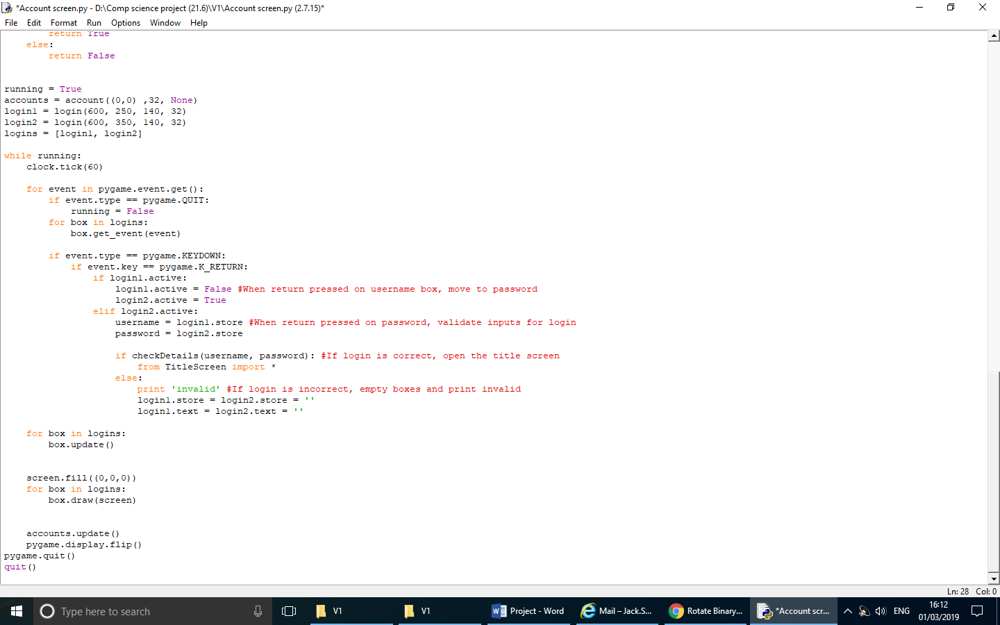 *Account screen.py - D:\Comp science project (21.6)\V1\Account screen.py (2.7.15)*
File Edit Format Run Options Window Help
        return True
    else:
        return False
running = True
accounts = account((0,0) ,32, None)
login1 = login(600, 250, 140, 32)
login2 = login(600, 350, 140, 32)
logins = [login1, login2]
while running:
    clock.tick(60)
    for event in pygame.event.get():
        if event.type == pygame.QUIT:
            running = False
        for box in logins:
            box.get_event(event)
        if event.type == pygame.KEYDOWN:
            if event.key == pygame.K_RETURN:
                if login1.active:
                    login1.active = False #When return pressed on username box, move to password
                    login2.active = True
                elif login2.active:
                    username = login1.store #When return pressed on password, validate inputs for login
                    password = login2.store
                    if checkDetails(username, password): #If login is correct, open the title screen
                        from TitleScreen import *
                    else:
                        print 'invalid' #If login is incorrect, empty boxes and print invalid
                        login1.store = login2.store = ''
                        login1.text = login2.text = ''
    for box in logins:
        box.update()
    screen.fill((0,0,0))
    for box in logins:
        box.draw(screen)
    accounts.update()
    pygame.display.flip()
pygame.quit()
quit()
Ln: 28 Col: 0
Type here to search
V1
V1
Project - Word
Mail – Jack.S...
Rotate Binary...
*Account scr...
ENG
16:12
01/03/2019